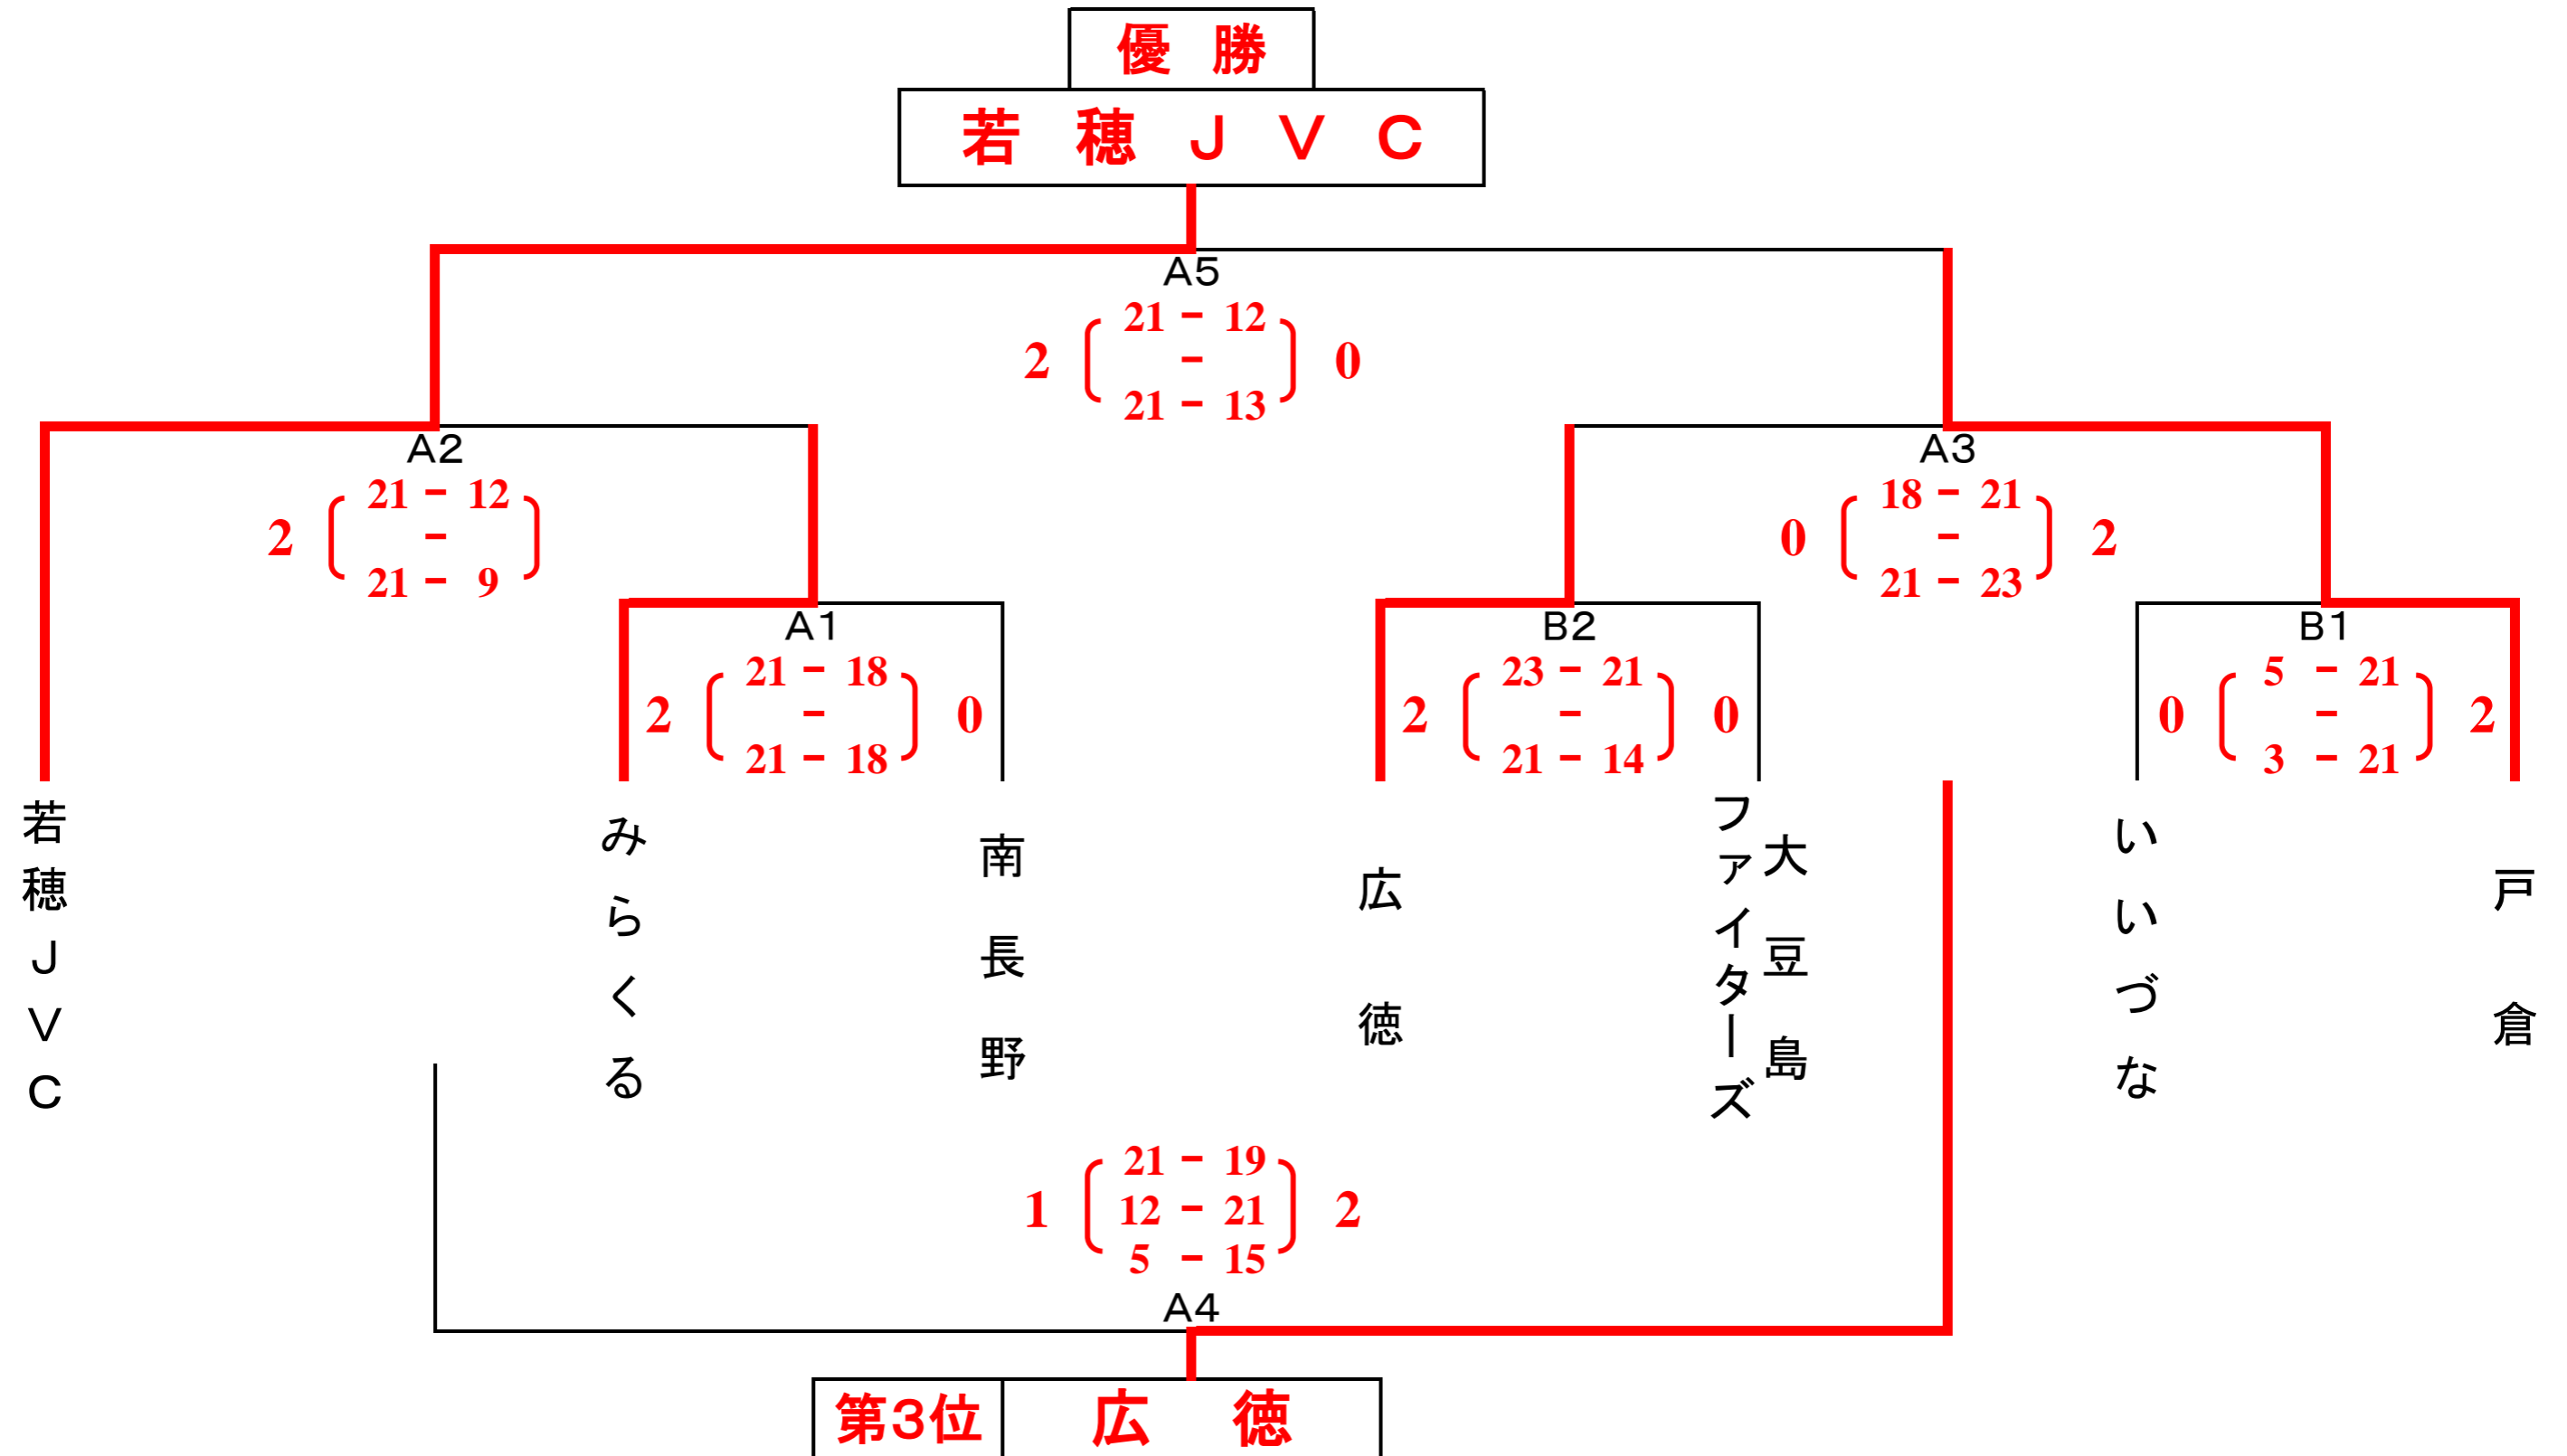 優 勝
若 穂 J V C
A5
21 - 12
2 - 0
21 - 13
A2
21 - 12
2 -
21 - 9
A3
18 - 21
0 - 2
21 - 23
A1
21 - 18
2 - 0
21 - 18
B2
23 - 21
2 - 0
21 - 14
B1
5 - 21
0 - 2
3 - 21
若穂JVC
みらくる
南長野
広徳
大豆島
ファイターズ
いいづな
戸倉
21 - 19
1 12 - 21 2
5 - 15
A4
第3位 広 徳